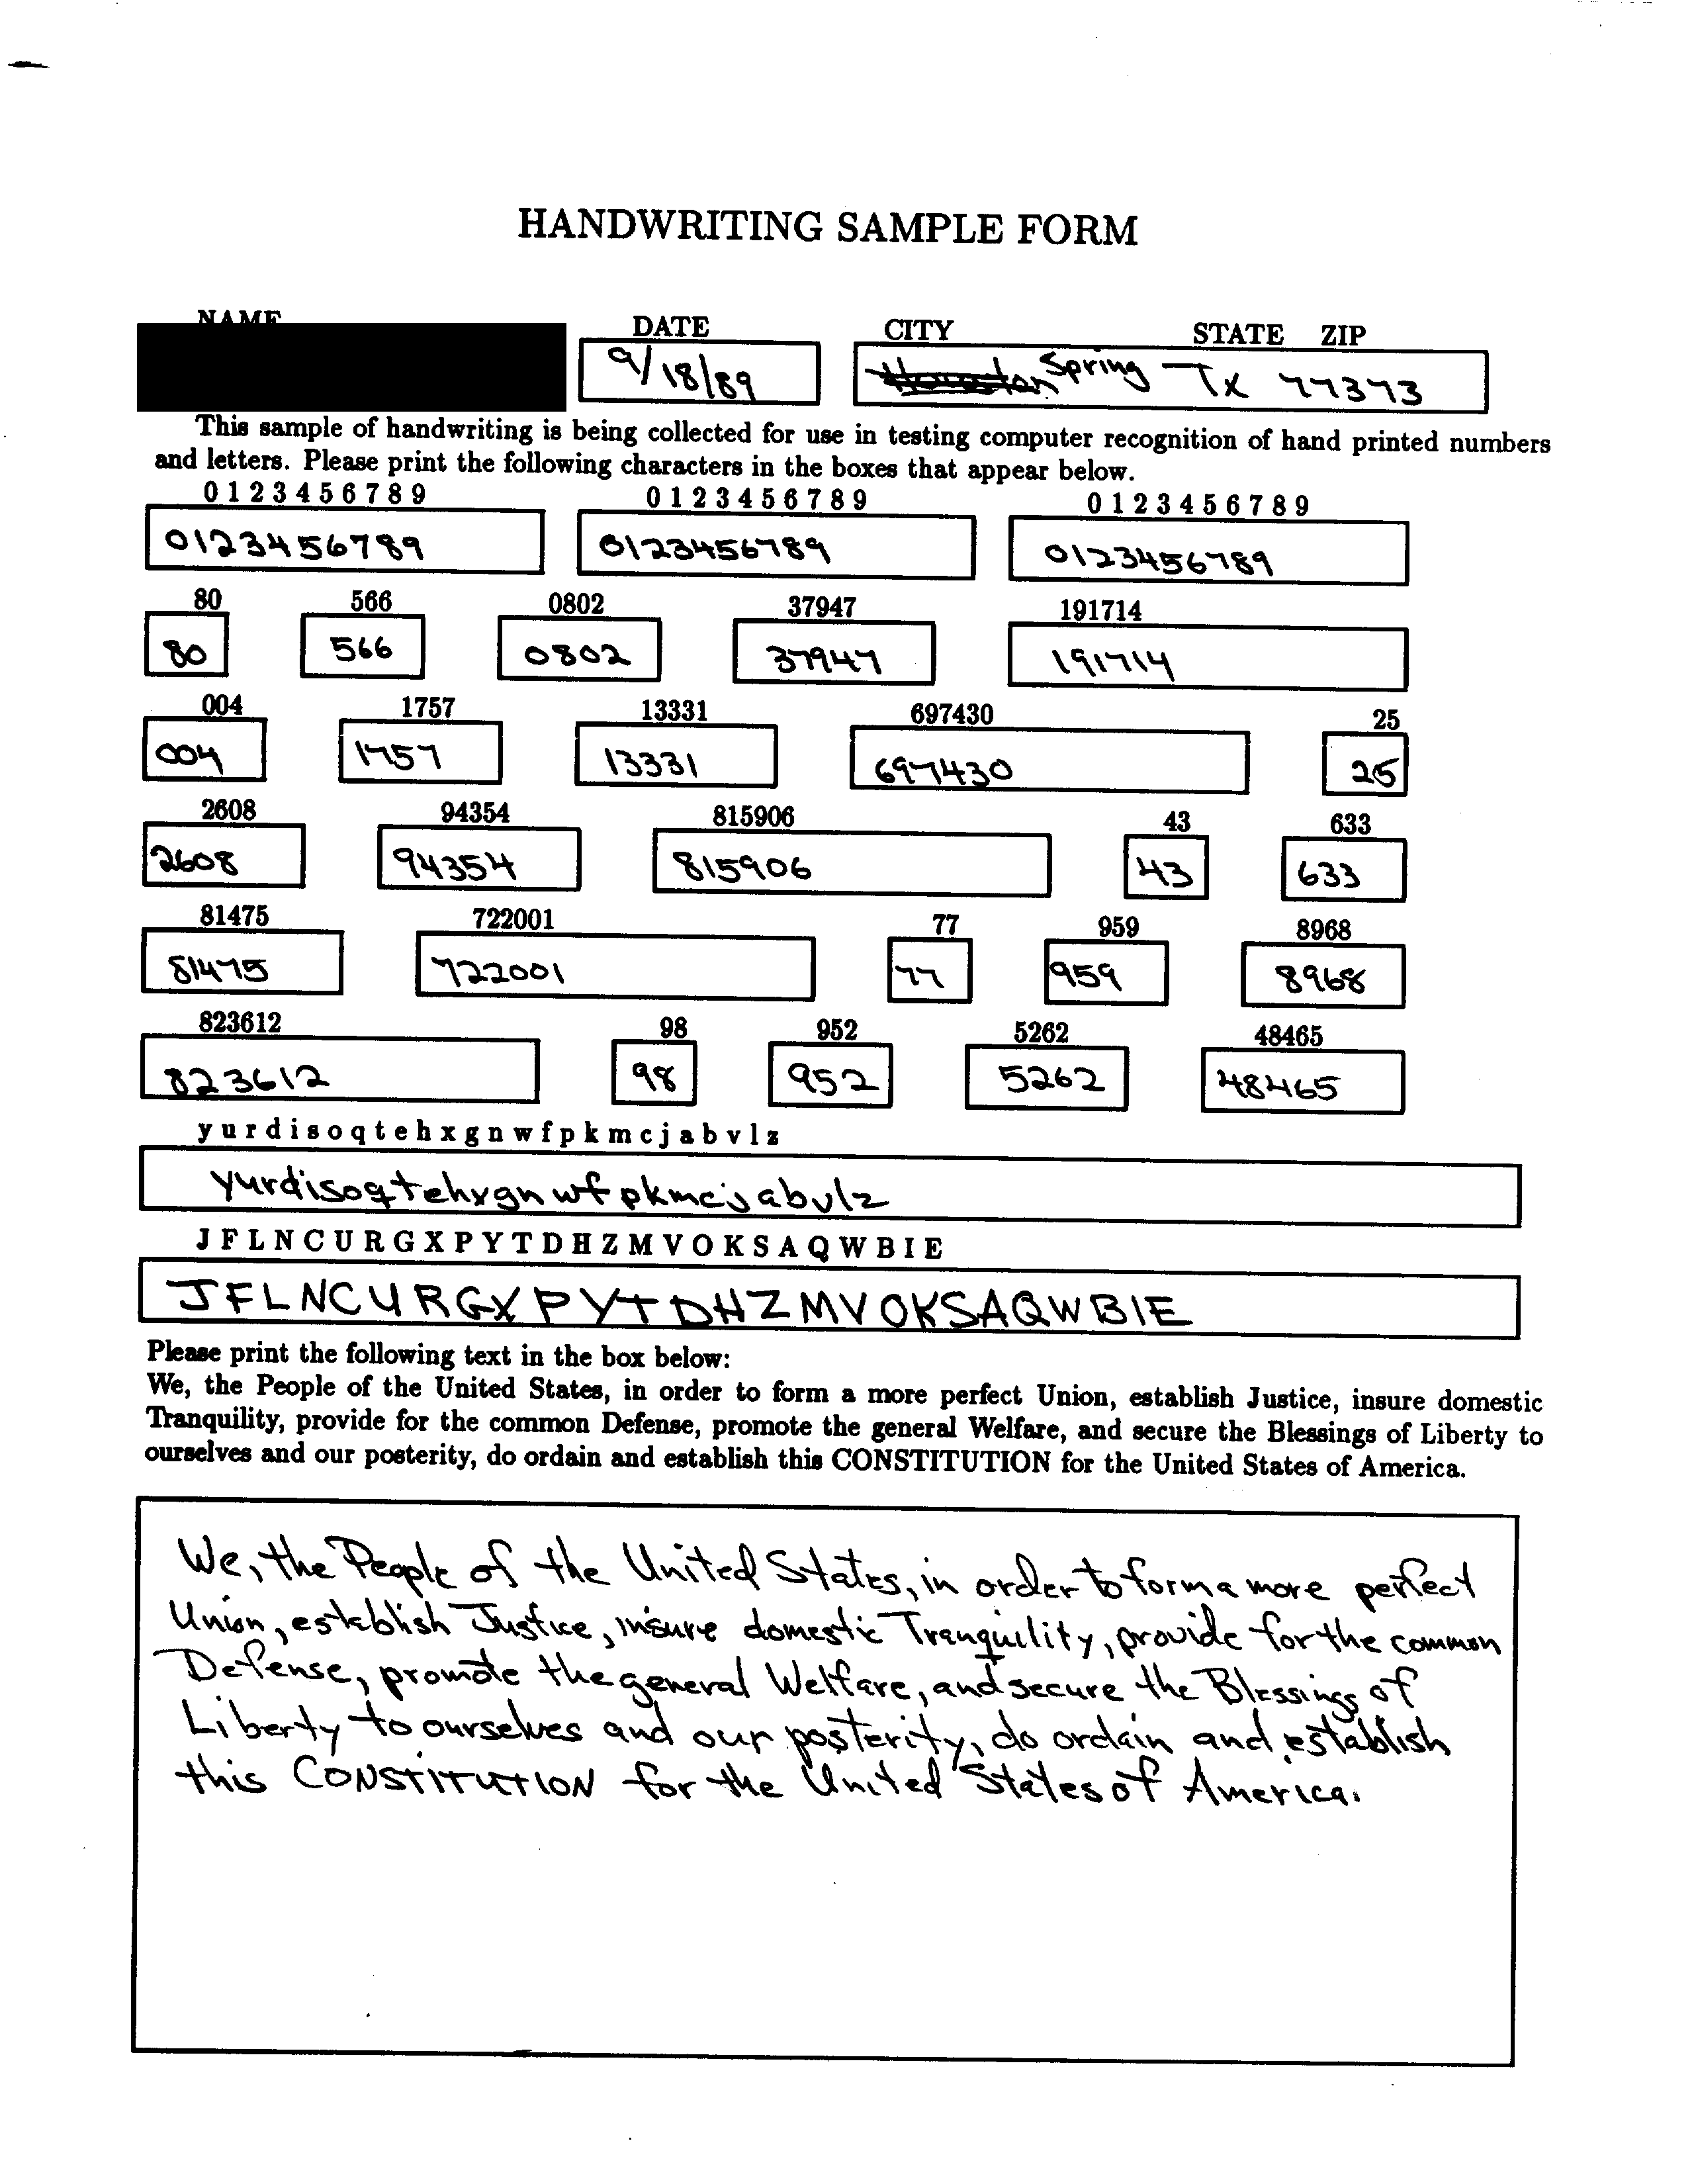 HANDWRITING SAMPLE FORM
NAME DATE CITY STATE ZIP
9/18/89 Houston Spring Tx 77373
This sample of handwriting is being collected for use in testing computer recognition of hand printed numbers
and letters. Please print the following characters in the boxes that appear below.
0 1 2 3 4 5 6 7 8 9 0 1 2 3 4 5 6 7 8 9 0 1 2 3 4 5 6 7 8 9
0123456789 0123456789 0123456789
80 566 0802 37947 191714
80 566 0802 37947 191714
004 1757 13331 697430 25
004 1757 13331 697430 25
2608 94354 815906 43 633
2608 94354 815906 43 633
81475 722001 77 959 8968
81475 722001 77 959 8968
823612 98 952 5262 48465
823612 98 952 5262 48465
y u r d i s o q t e h x g n w f p k m c j a b v l z
yurdisoqtehxgnwfpkmcjabvlz
J F L N C U R G X P Y T D H Z M V O K S A Q W B I E
JFLNCURGXPYTDHZMVOKSAQWBIE
Please print the following text in the box below:
We, the People of the United States, in order to form a more perfect Union, establish Justice, insure domestic
Tranquility, provide for the common Defense, promote the general Welfare, and secure the Blessings of Liberty to
ourselves and our posterity, do ordain and establish this CONSTITUTION for the United States of America.
We, the People of the United States, in order to form a more perfect
Union, establish Justice, insure domestic Tranquility, provide for the common
Defense, promote the general Welfare, and secure the Blessings of
Liberty to ourselves and our posterity, do ordain and establish
this CONSTITUTION for the United States of America.